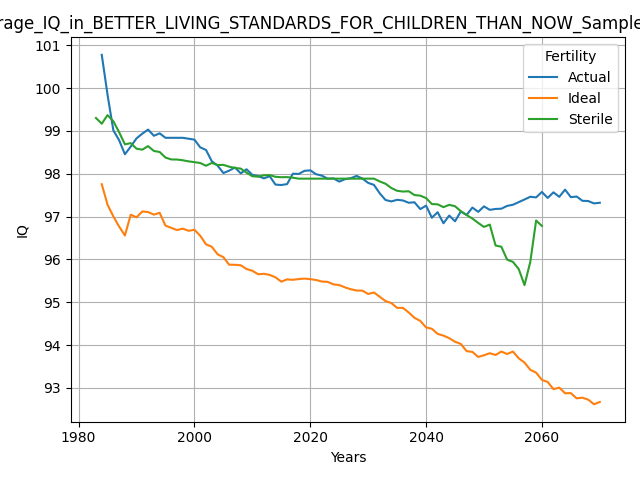 rage_IQ_in_BETTER_LIVING_STANDARDS_FOR_CHILDREN_THAN_NOW_Sample
101
100
99
98
97
96
95
94
93
IQ
1980
2000
2020
2040
2060
Years
Fertility
Actual
Ideal
Sterile